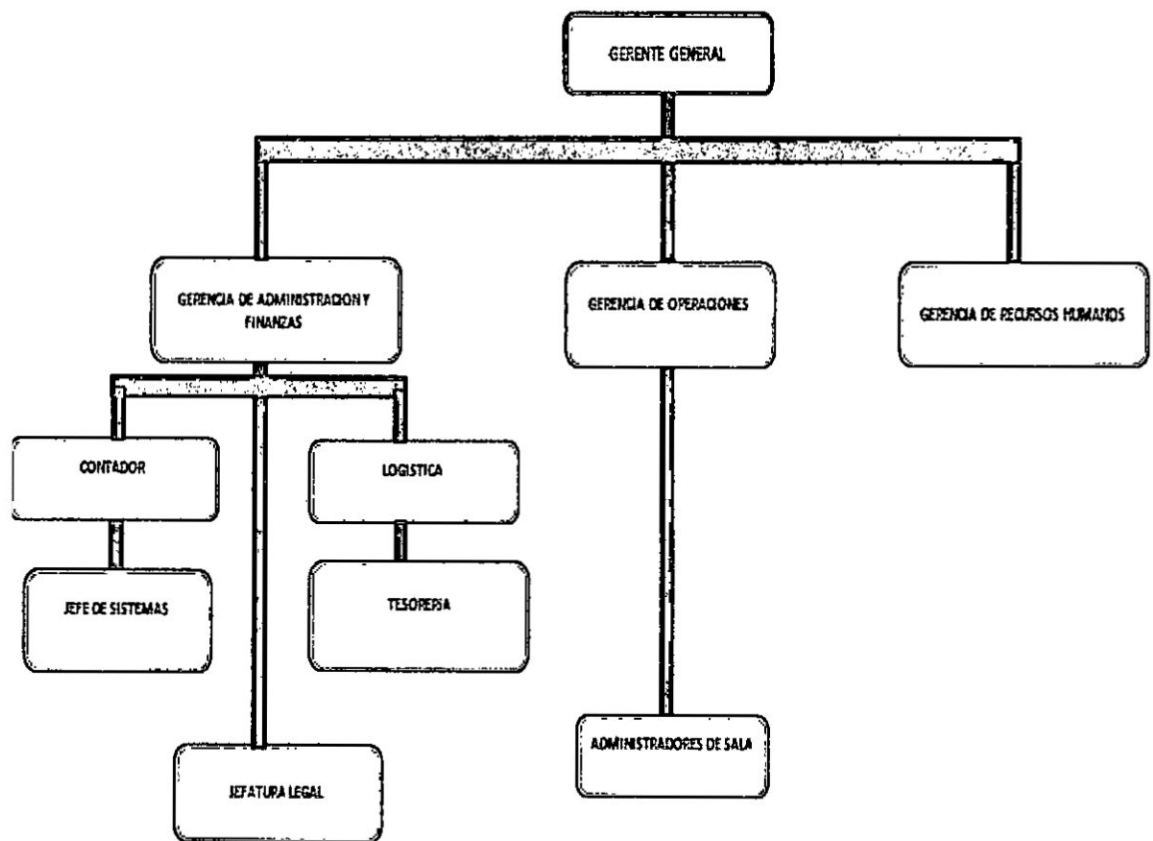 GERENTE GENERAL
GERENCIA DE ADMINISTRACION Y
FINANZAS
GERENCIA DE OPERACIONES
GERENCIA DE RECURSOS HUMANOS
CONTADOR
LOGISTICA
JEFE DE SISTEMAS
TESORERIA
ADMINISTRADORES DE SALA
JEFATURA LEGAL